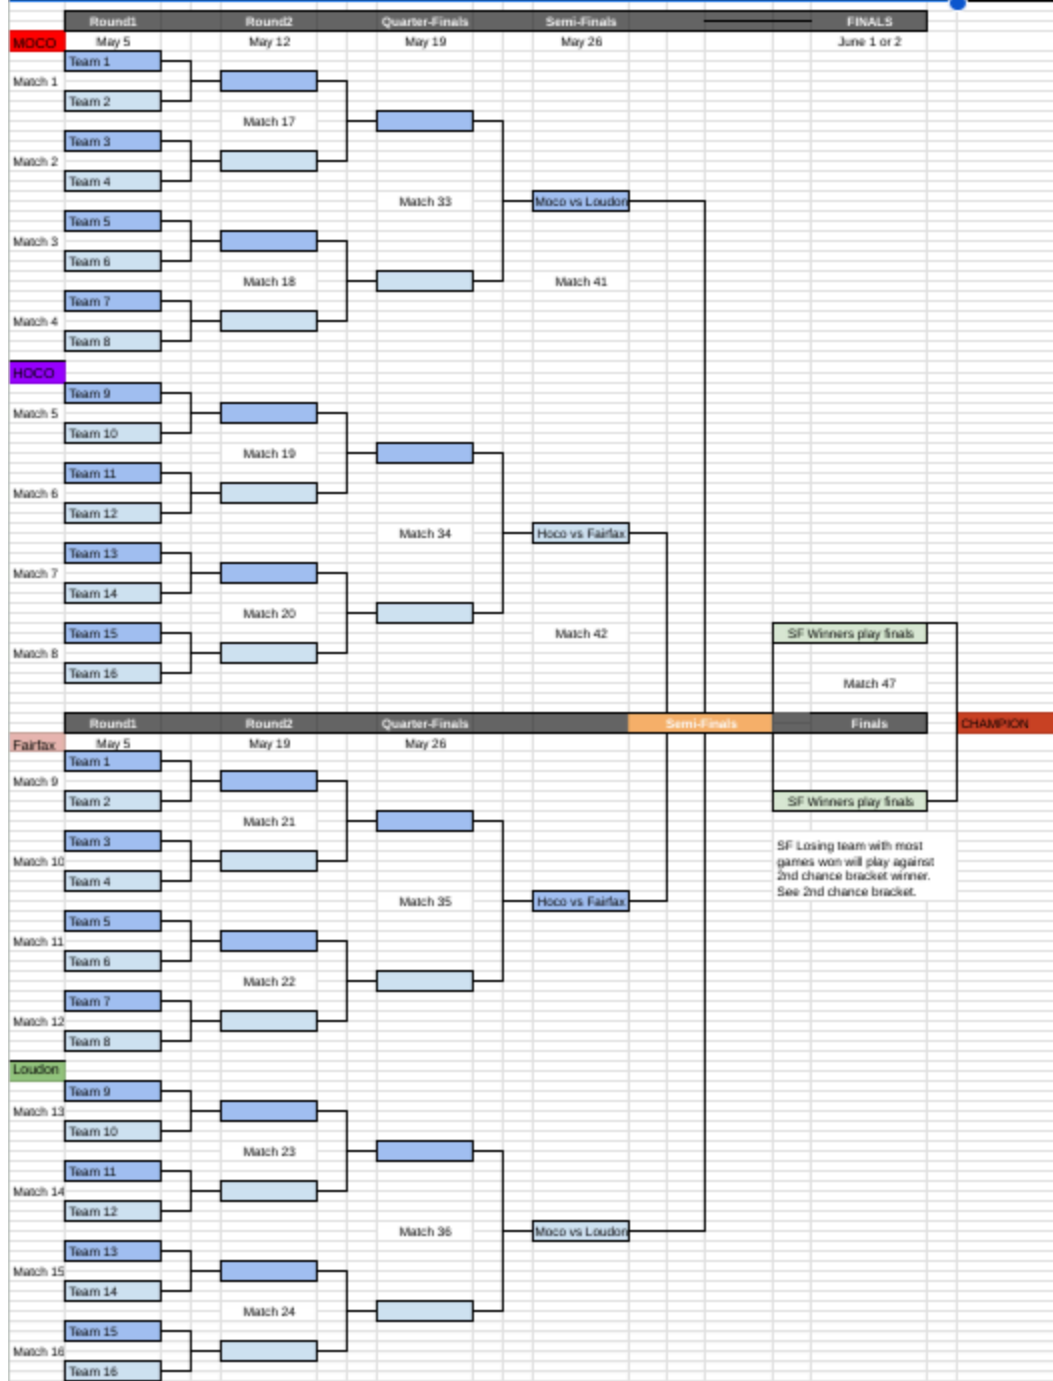 Round1 Round2 Quarter-Finals Semi-Finals FINALS
MOCO May 5 May 12 May 19 May 26 June 1 or 2
Team 1
Match 1
Team 2
Match 17
Team 3
Match 2
Team 4
Match 33 Moco vs Loudon
Team 5
Match 3
Team 6
Match 18 Match 41
Team 7
Match 4
Team 8
HOCO
Team 9
Match 5
Team 10
Match 19
Team 11
Match 6
Team 12
Match 34 Hoco vs Fairfax
Team 13
Match 7
Team 14
Match 20
Team 15 Match 42 SF Winners play finals
Match 8
Team 16
Match 47
Round1 Round2 Quarter-Finals Semi-Finals Finals CHAMPION
Fairfax May 5 May 19 May 26
Team 1
Match 9
Team 2 SF Winners play finals
Match 21
Team 3
SF Losing team with most
Match 10 games won will play against
Team 4 2nd chance bracket winner.
See 2nd chance bracket.
Match 35 Hoco vs Fairfax
Team 5
Match 11
Team 6
Match 22
Team 7
Match 12
Team 8
Loudon
Team 9
Match 13
Team 10
Match 23
Team 11
Match 14
Team 12
Match 36 Moco vs Loudon
Team 13
Match 15
Team 14
Match 24
Team 15
Match 16
Team 16